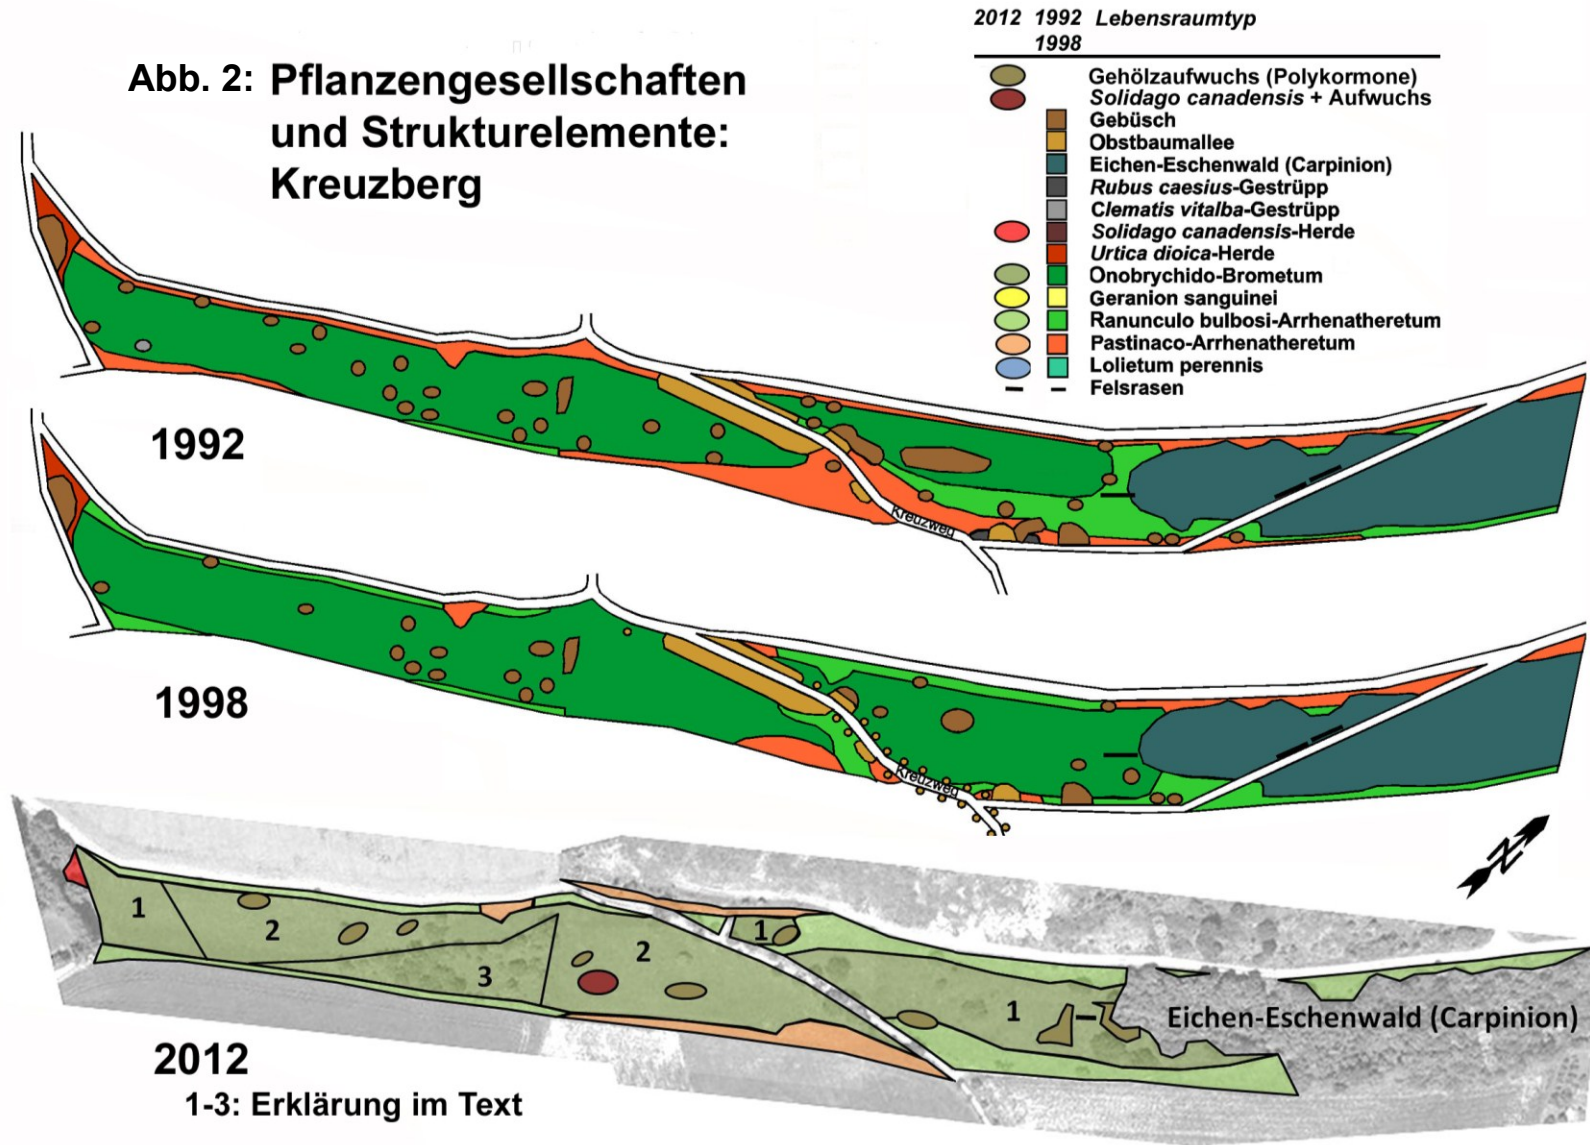 Abb. 2: Pflanzengesellschaften
und Strukturelemente:
Kreuzberg
2012 1992 Lebensraumtyp
1998
Gehölzaufwuchs (Polykormone)
Solidago canadensis + Aufwuchs
Gebüsch
Obstbaumallee
Eichen-Eschenwald (Carpinion)
Rubus caesius-Gestrüpp
Clematis vitalba-Gestrüpp
Solidago canadensis-Herde
Urtica dioica-Herde
Onobrychido-Brometum
Geranion sanguinei
Ranunculo bulbosi-Arrhenatheretum
Pastinaco-Arrhenatheretum
Lolietum perennis
Felsrasen
1992
Kreuzweg
1998
Kreuzweg
N
1
2
3
2
1
1
Eichen-Eschenwald (Carpinion)
2012
1-3: Erklärung im Text